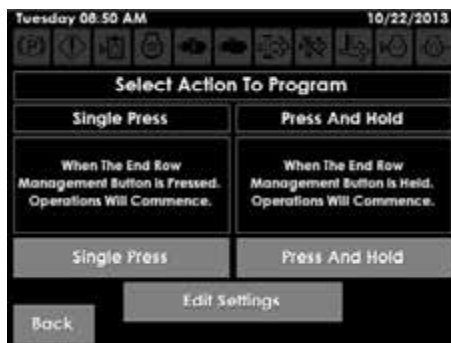 Tuesday 08:50 AM 10/22/2013
Select Action To Program
Single Press Press And Hold
When The End Row
Management Button Is Pressed.
Operations Will Commence.
When The End Row
Management Button Is Held.
Operations Will Commence.
Single Press Press And Hold
Edit Settings
Back